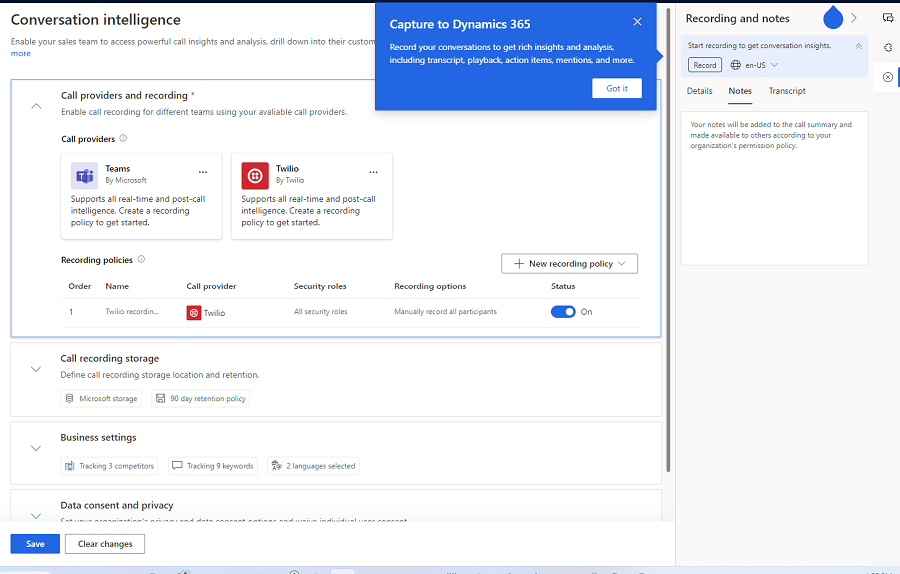 Conversation intelligence
Enable your sales team to access powerful call insights and analysis, drill down into their custom
more
Call providers and recording *
Enable call recording for different teams using your avaliable call providers.
Call providers
Teams
By Microsoft
Supports all real-time and post-call
intelligence. Create a recording
policy to get started.
Twilio
By Twilio
Supports all real-time and post-call
intelligence. Create a recording
policy to get started.
Recording policies
New recording policy
Order Name Call provider Security roles Recording options Status
1 Twilio recordin... Twilio All security roles Manually record all participants On
Call recording storage
Define call recording storage location and retention.
Microsoft storage 90 day retention policy
Business settings
Tracking 3 competitors Tracking 9 keywords 2 languages selected
Data consent and privacy
Set your organization's privacy and data consent options and waive individual user consent.
Save Clear changes
Capture to Dynamics 365
Record your conversations to get rich insights and analysis,
including transcript, playback, action items, mentions, and more.
Got it
Recording and notes
Start recording to get conversation insights.
Record en-US
Details Notes Transcript
Your notes will be added to the call summary and
made available to others according to your
organization's permission policy.